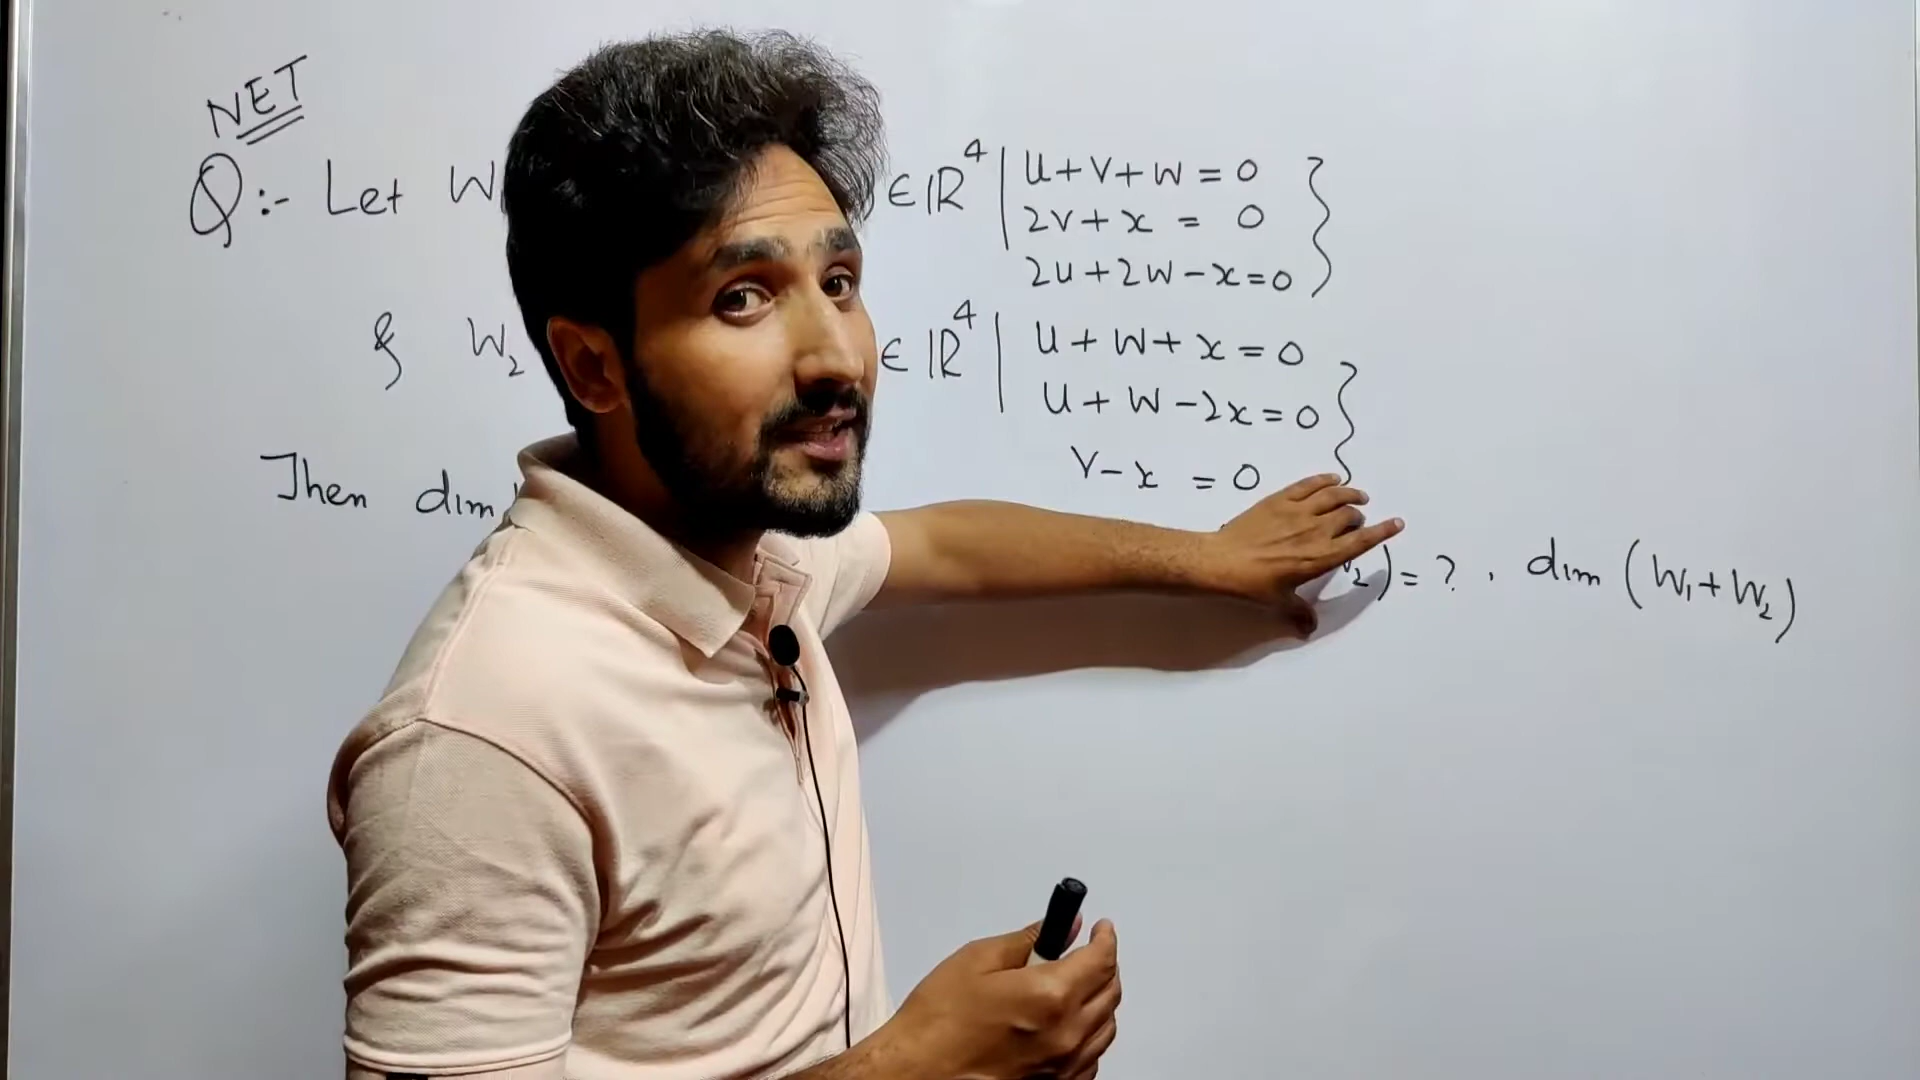 NET
Q:- Let W ∈ ℝ⁴ | u+v+w=0
2v+x = 0
2u+2w-x=0 }
& W₂ ∈ ℝ⁴ | u+w+x=0
u+w-2x=0
v-x = 0 }
Then dim
₂)=? , dim (W₁+W₂)